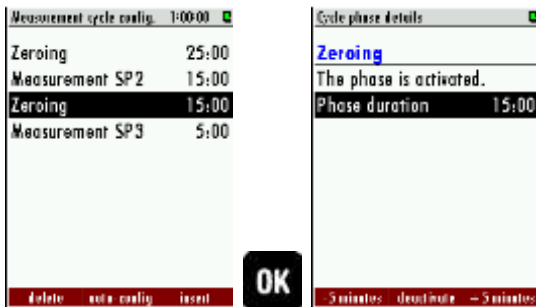 Measurement cycle config. 1:00:00
Zeroing 25:00
Measurement SP2 15:00
Zeroing 15:00
Measurement SP3 5:00
delete auto-config insert
OK
Cycle phase details
Zeroing
The phase is activated.
Phase duration 15:00
-5 minutes deactivate +5 minutes